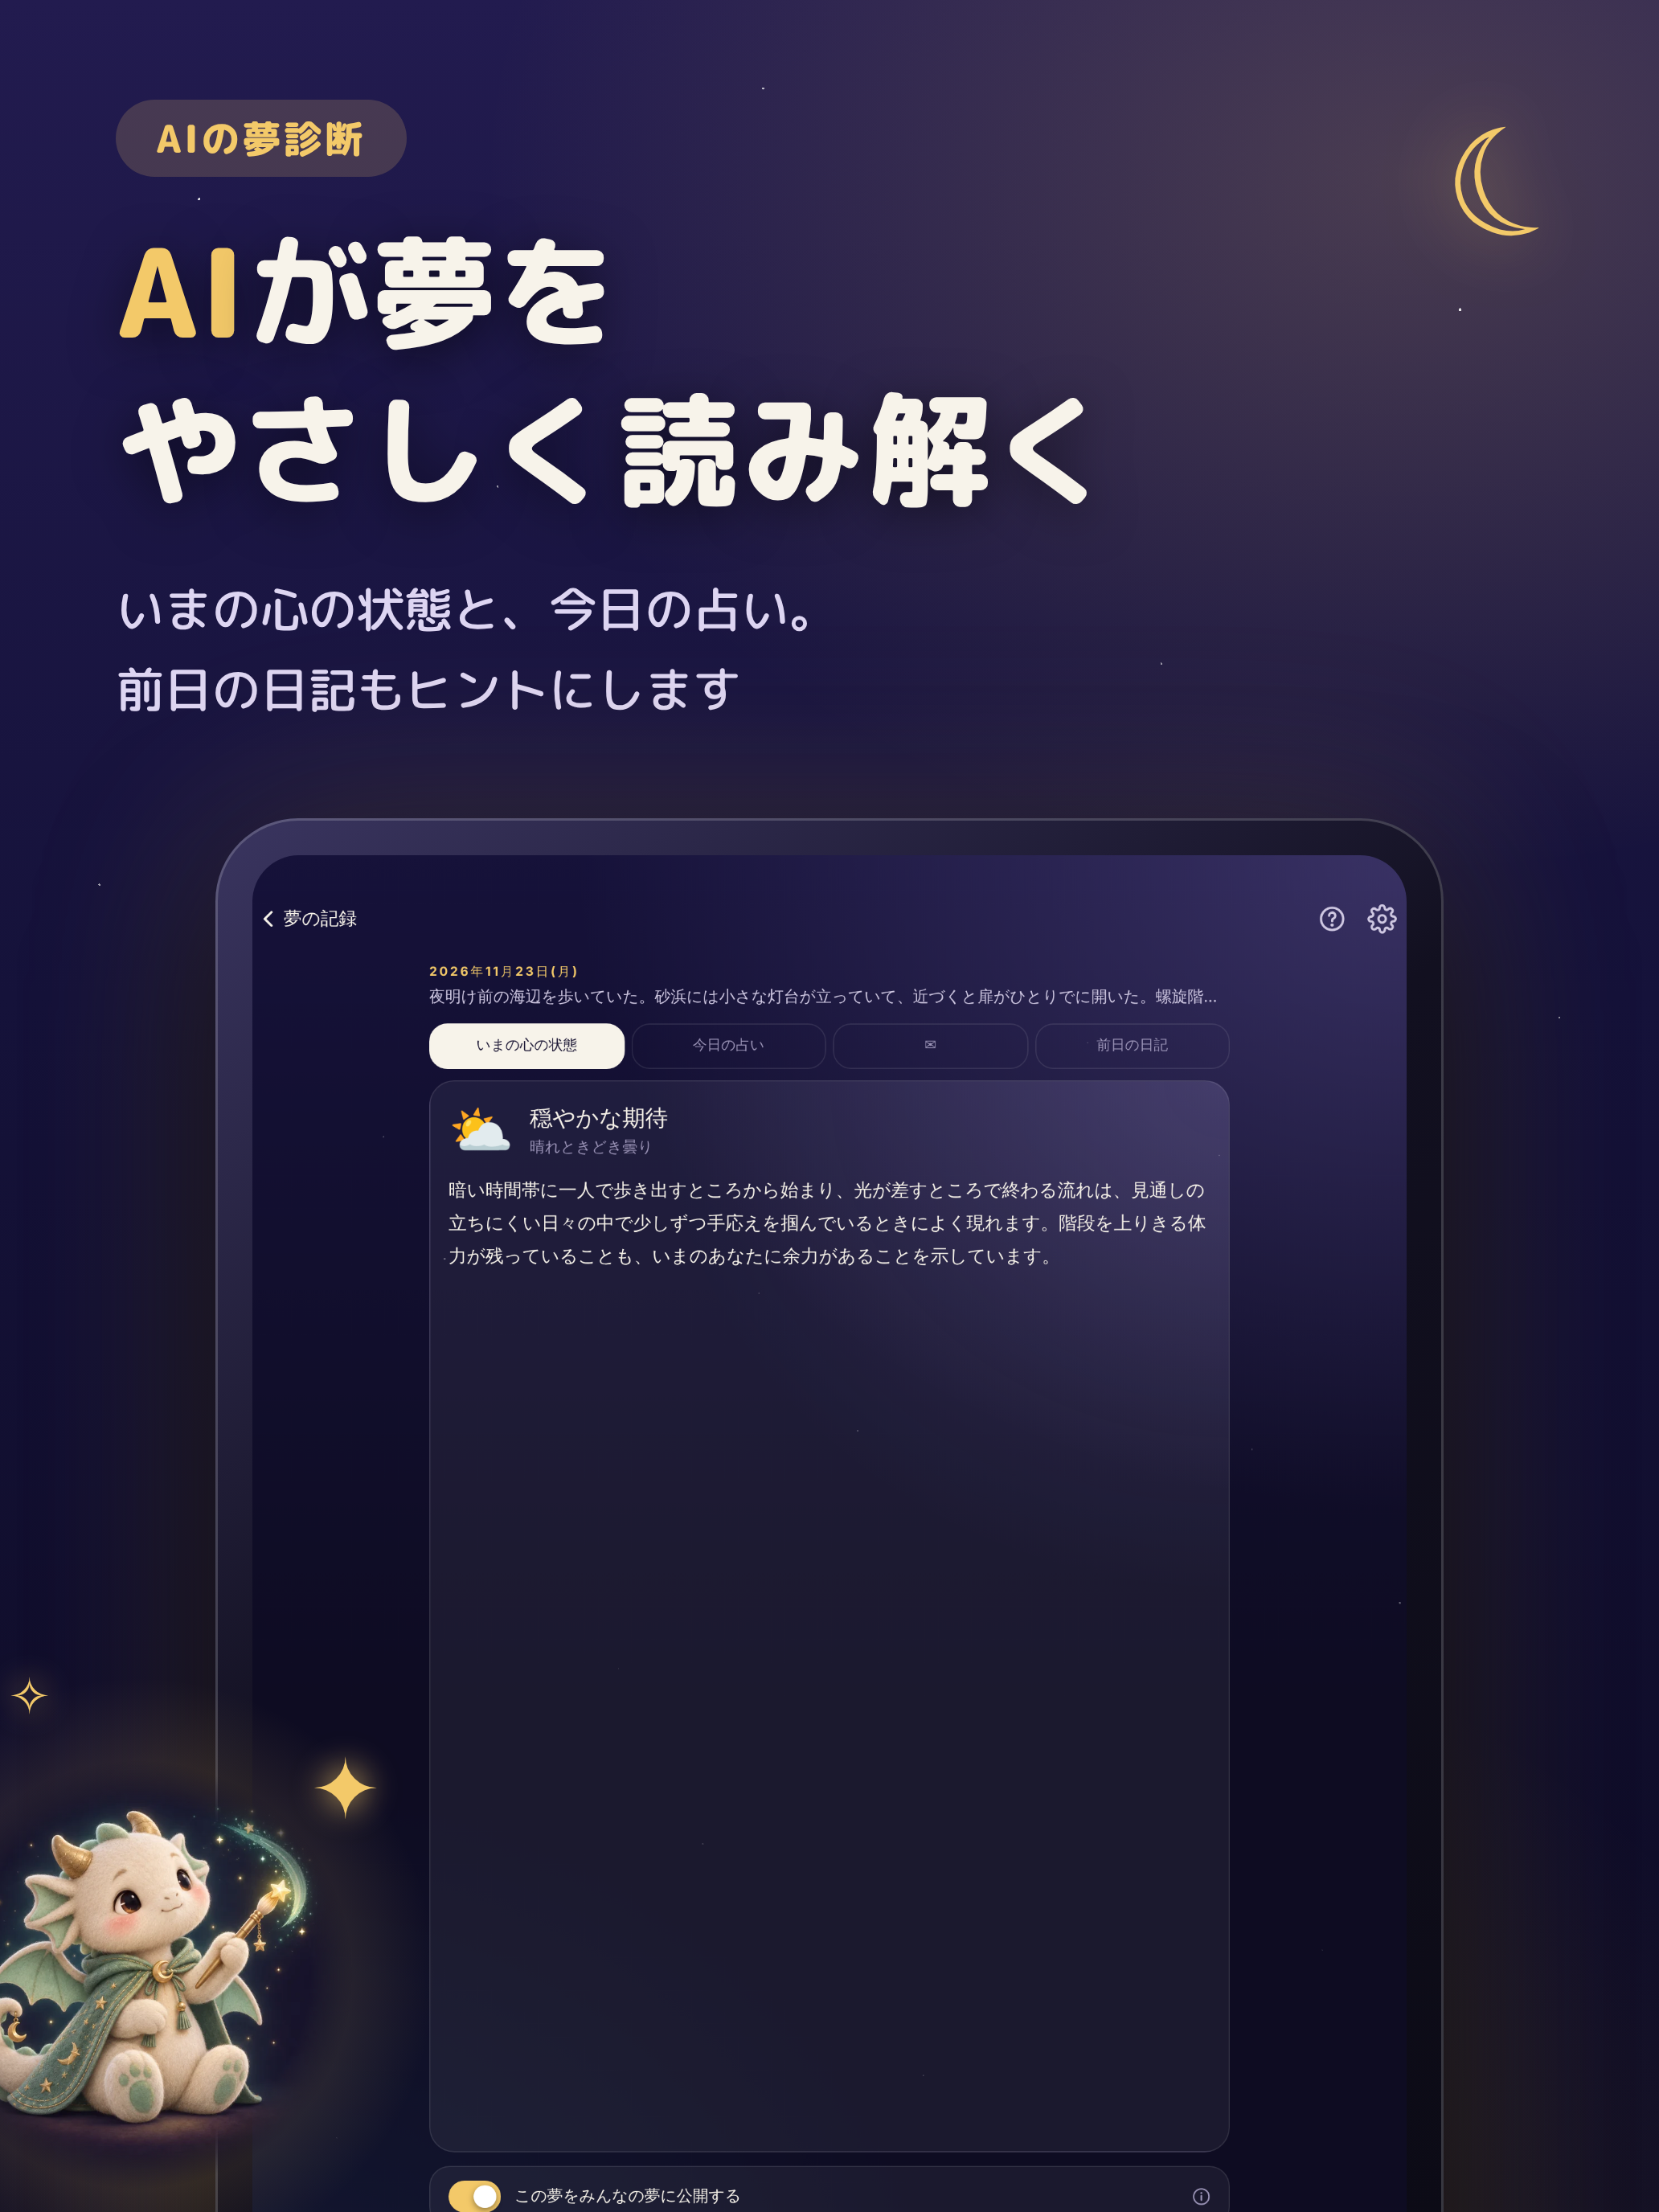 AIの夢診断
AIが夢を
やさしく読み解く
いまの心の状態と、今日の占い。
前日の日記もヒントにします
夢の記録
2026年11月23日(月)
夜明け前の海辺を歩いていた。砂浜には小さな灯台が立っていて、近づくと扉がひとりでに開いた。螺旋階...
いまの心の状態
今日の占い
前日の日記
穏やかな期待
晴れときどき曇り
暗い時間帯に一人で歩き出すところから始まり、光が差すところで終わる流れは、見通しの
立ちにくい日々の中で少しずつ手応えを掴んでいるときによく現れます。階段を上りきる体
力が残っていることも、いまのあなたに余力があることを示しています。
この夢をみんなの夢に公開する